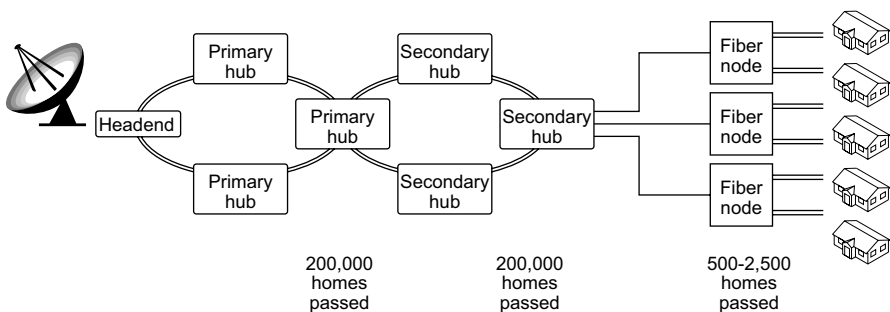 Headend
Primary
hub
Primary
hub
Primary
hub
Secondary
hub
Secondary
hub
Secondary
hub
Fiber
node
Fiber
node
Fiber
node
200,000
homes
passed
200,000
homes
passed
500-2,500
homes
passed